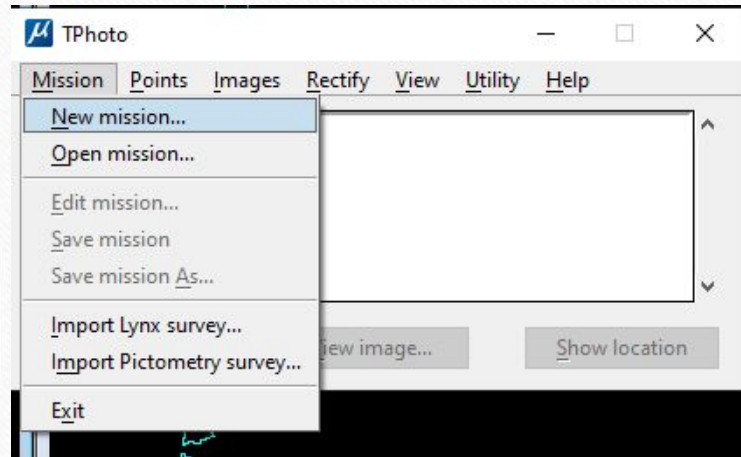 TPhoto
Mission Points Images Rectify View Utility Help
New mission...
Open mission...
Edit mission...
Save mission
Save mission As...
Import Lynx survey...
Import Pictometry survey...
iew image... Show location
Exit